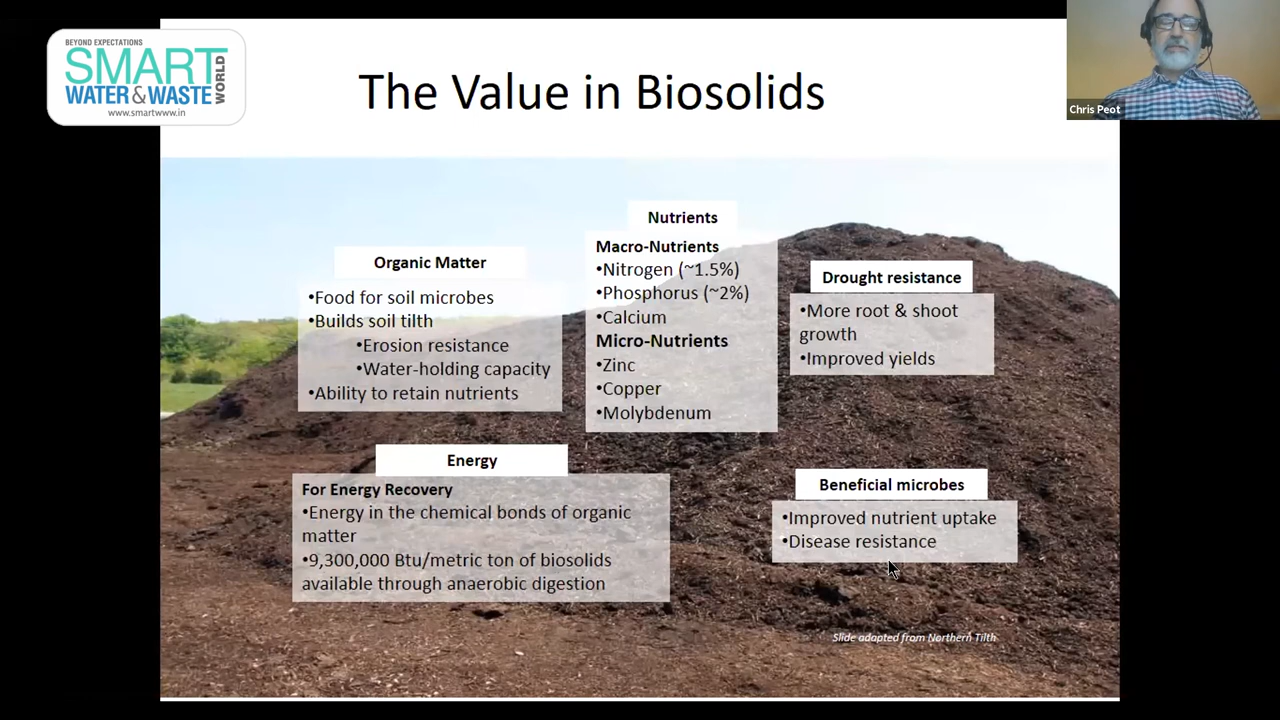 BEYOND EXPECTATIONS
SMART
WATER & WASTE
WORLD
www.smartwww.in
The Value in Biosolids
Chris Peot
Organic Matter
•Food for soil microbes
•Builds soil tilth
•Erosion resistance
•Water-holding capacity
•Ability to retain nutrients
Nutrients
Macro-Nutrients
•Nitrogen (~1.5%)
•Phosphorus (~2%)
•Calcium
Micro-Nutrients
•Zinc
•Copper
•Molybdenum
Drought resistance
•More root & shoot
growth
•Improved yields
Energy
For Energy Recovery
•Energy in the chemical bonds of organic
matter
•9,300,000 Btu/metric ton of biosolids
available through anaerobic digestion
Beneficial microbes
•Improved nutrient uptake
•Disease resistance
Slide adapted from Northern Tilth